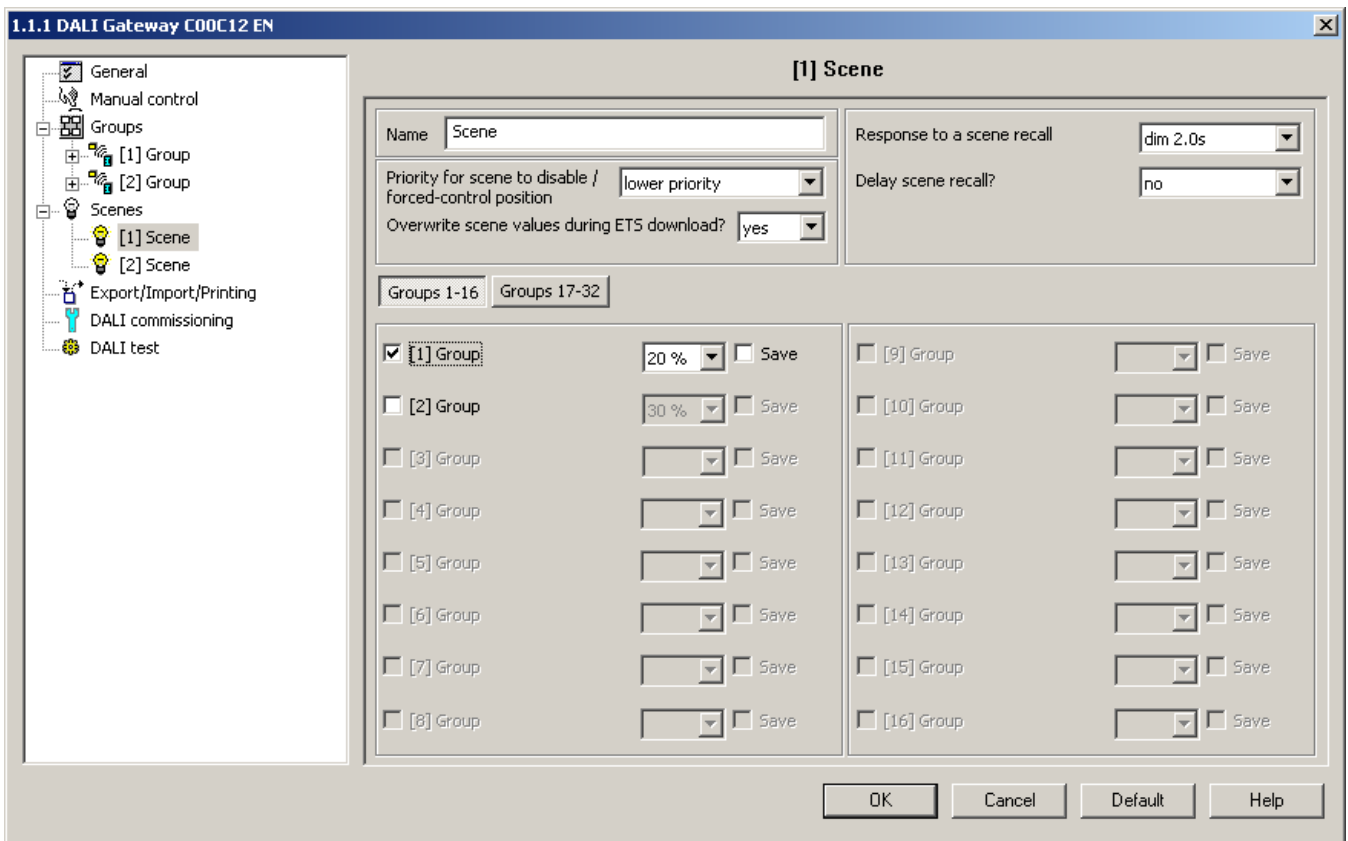 1.1.1 DALI Gateway C00C12 EN
General
Manual control
Groups
[1] Group
[2] Group
Scenes
[1] Scene
[2] Scene
Export/Import/Printing
DALI commissioning
DALI test
[1] Scene
Name Scene
Priority for scene to disable /
forced-control position lower priority
Overwrite scene values during ETS download? yes
Response to a scene recall dim 2.0s
Delay scene recall? no
Groups 1-16 Groups 17-32
[1] Group 20 % Save
[2] Group 30 % Save
[3] Group Save
[4] Group Save
[5] Group Save
[6] Group Save
[7] Group Save
[8] Group Save
[9] Group Save
[10] Group Save
[11] Group Save
[12] Group Save
[13] Group Save
[14] Group Save
[15] Group Save
[16] Group Save
OK Cancel Default Help